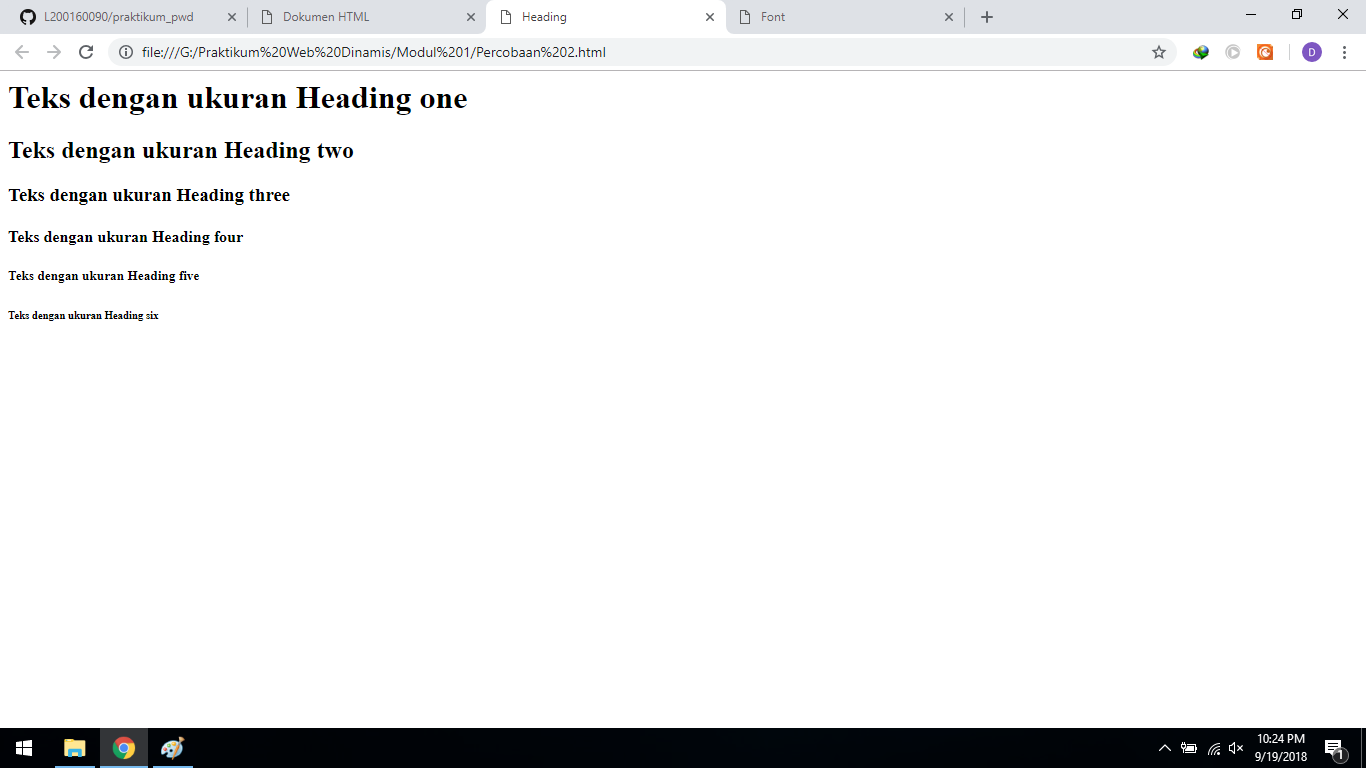 L200160090/praktikum_pwd
Dokumen HTML
Heading
Font
file:///G:/Praktikum%20Web%20Dinamis/Modul%201/Percobaan%202.html
D
Teks dengan ukuran Heading one
Teks dengan ukuran Heading two
Teks dengan ukuran Heading three
Teks dengan ukuran Heading four
Teks dengan ukuran Heading five
Teks dengan ukuran Heading six
10:24 PM
9/19/2018
1